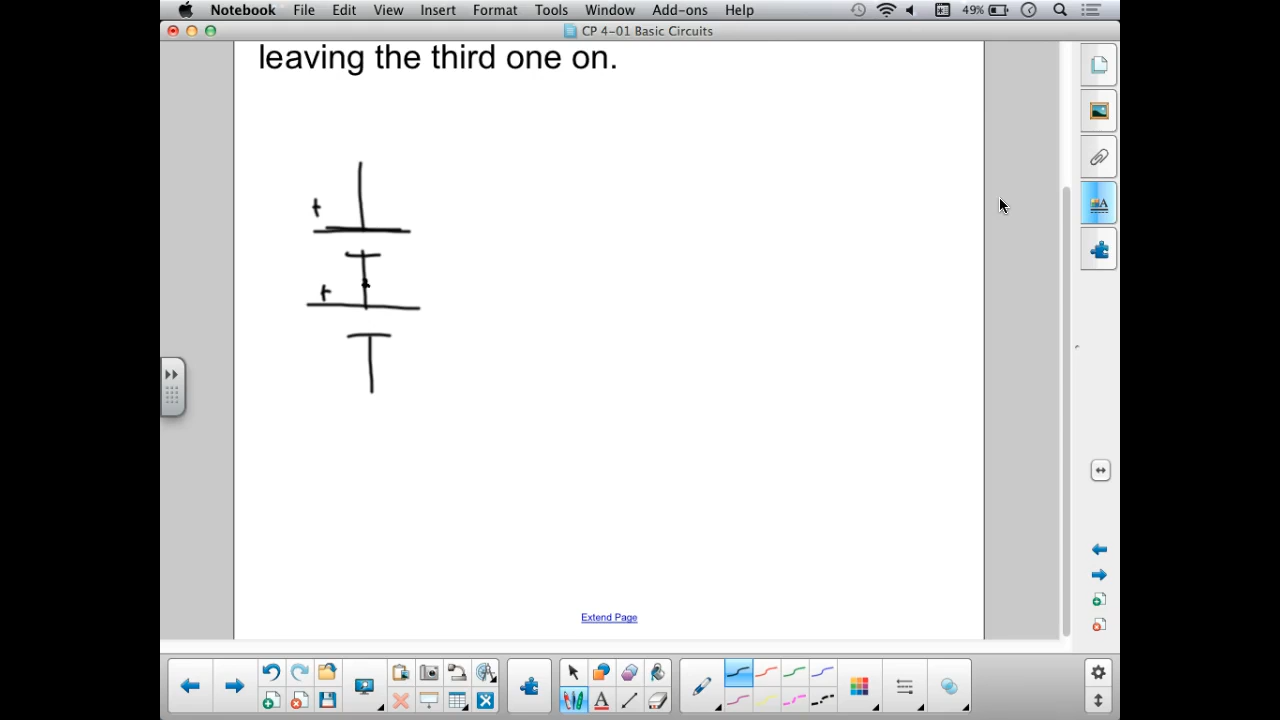 Notebook File Edit View Insert Format Tools Window Add-ons Help 49%
CP 4-01 Basic Circuits
leaving the third one on.
+
+
Extend Page